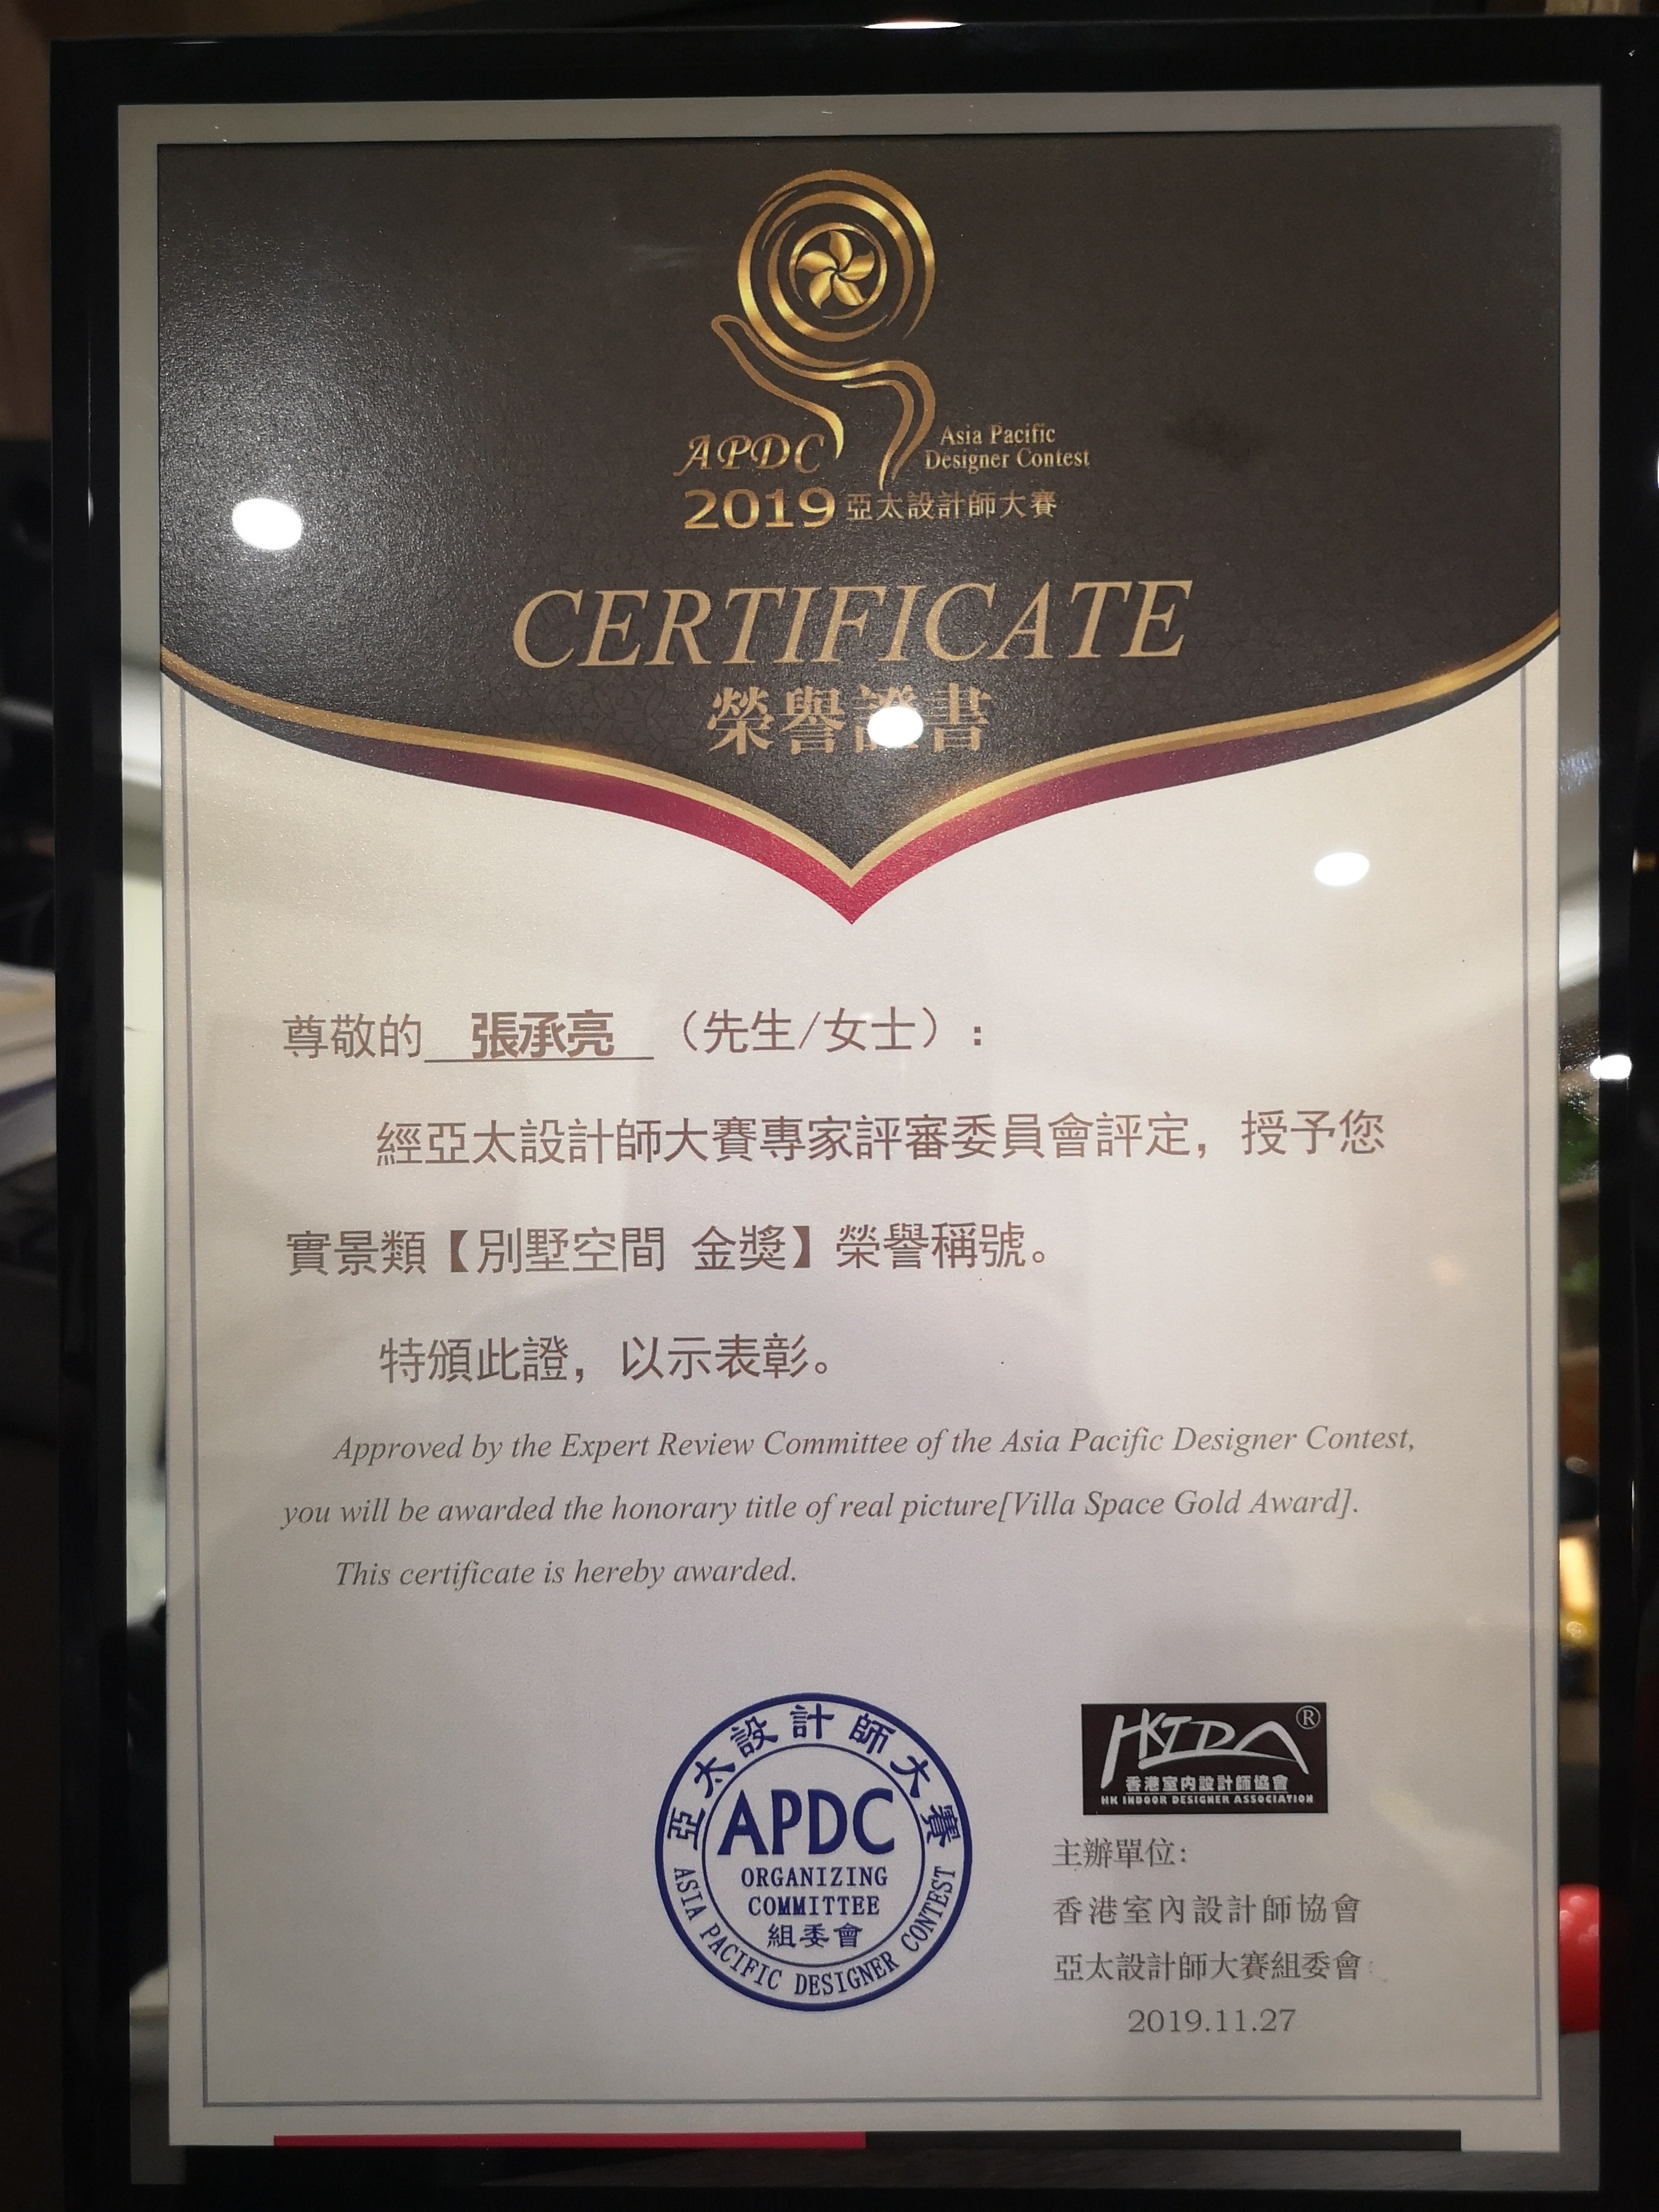 APDC
Asia Pacific
Designer Contest
2019 亞太設計師大賽
CERTIFICATE
榮譽證書
尊敬的 張承亮 （先生/女士）:
經亞太設計師大賽專家評審委員會評定，授予您
實景類【別墅空間 金獎】榮譽稱號。
特頒此證，以示表彰。
Approved by the Expert Review Committee of the Asia Pacific Designer Contest,
you will be awarded the honorary title of real picture[Villa Space Gold Award].
This certificate is hereby awarded.
亞太設計師大賽
APDC
ORGANIZING
COMMITTEE
組委會
ASIA PACIFIC DESIGNER CONTEST
HKIDA®
香港室內設計師協會
HK INDOOR DESIGNER ASSOCIATION
主辦單位:
香港室內設計師協會
亞太設計師大賽組委會
2019.11.27